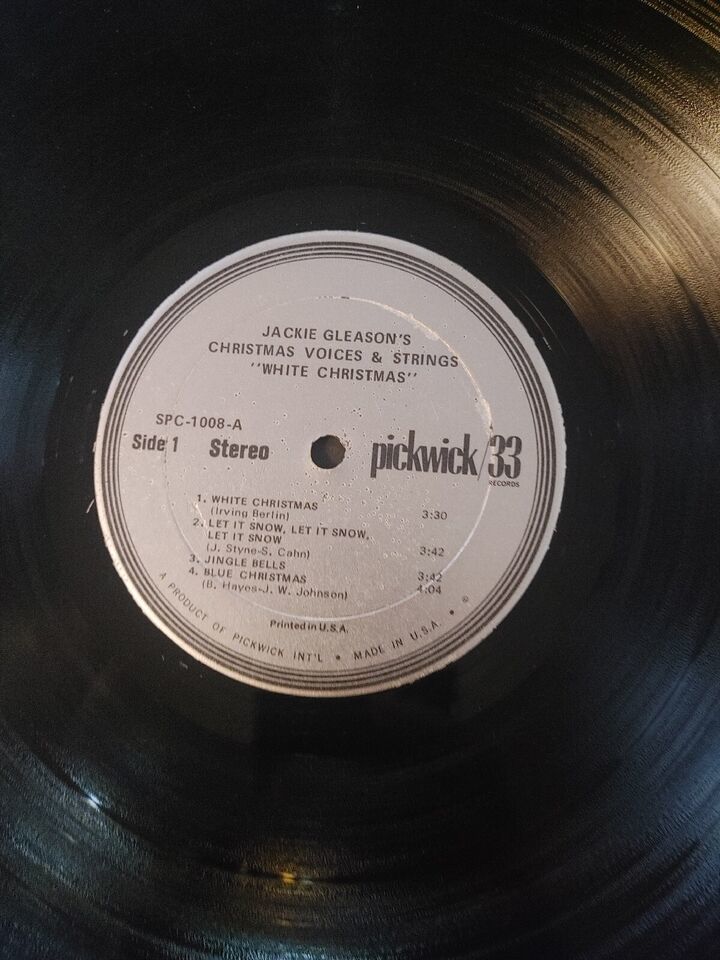 JACKIE GLEASON'S
CHRISTMAS VOICES & STRINGS
"WHITE CHRISTMAS"
SPC-1008-A
Side 1 Stereo
pickwick/33
RECORDS
1. WHITE CHRISTMAS
(Irving Berlin) 3:30
2. LET IT SNOW, LET IT SNOW,
LET IT SNOW
(J. Styne-S. Cahn) 3:42
3. JINGLE BELLS 3:42
4. BLUE CHRISTMAS 4:04
(B. Hayes-J. W. Johnson)
Printed in U.S.A.
A PRODUCT OF PICKWICK INT'L • MADE IN U.S.A. • ©